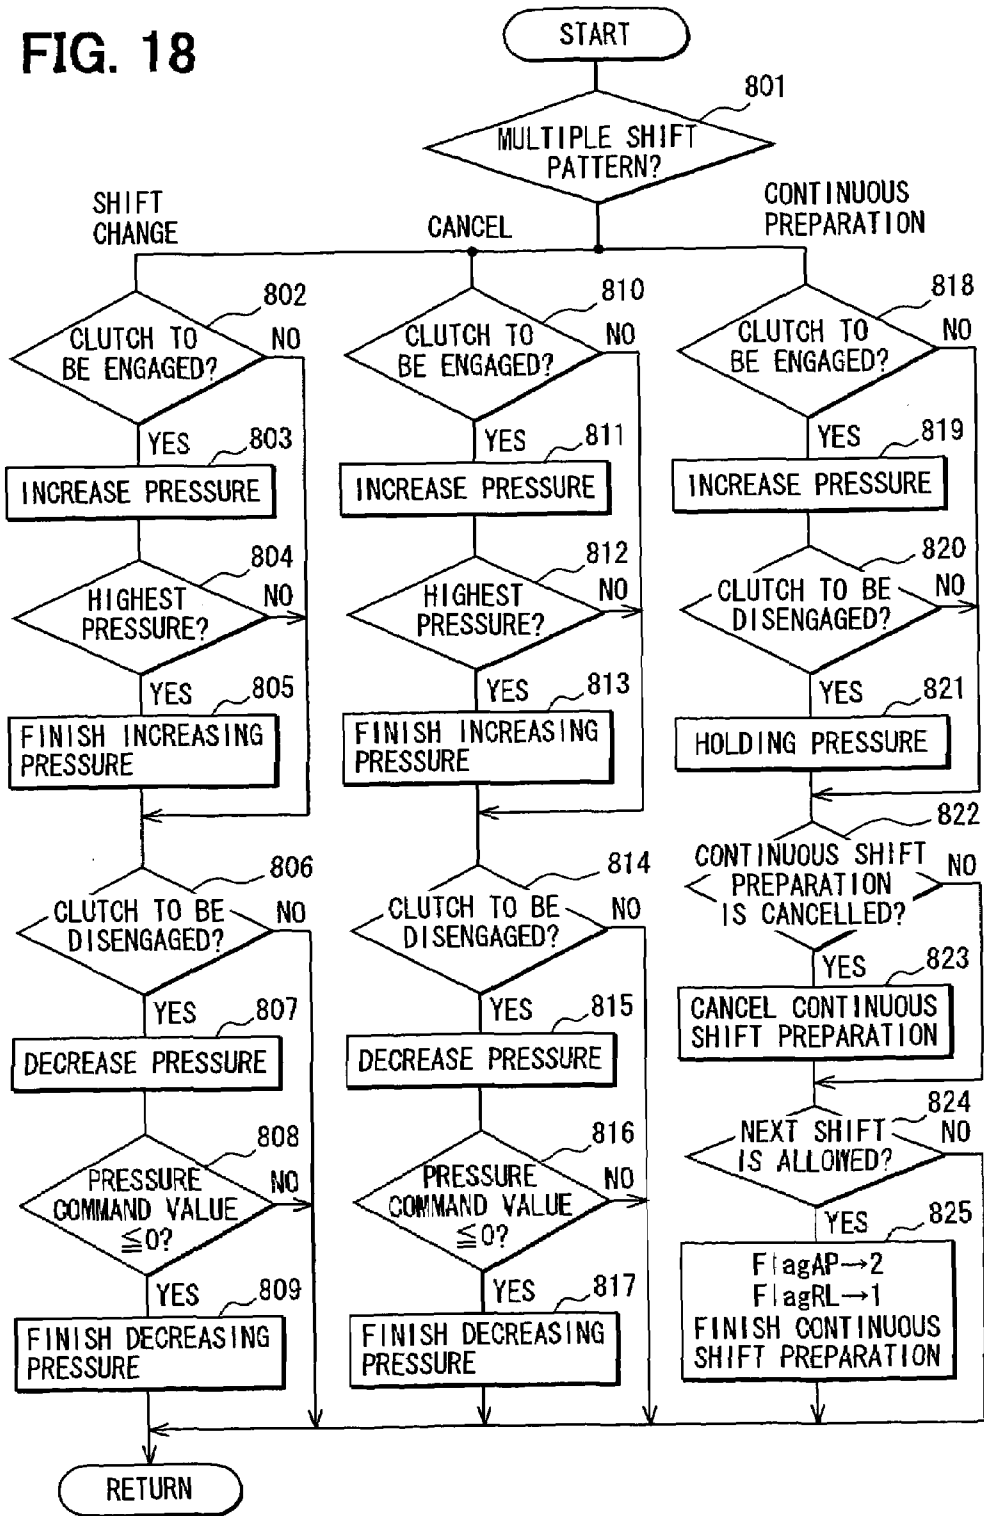 FIG. 18
START
801
MULTIPLE SHIFT
PATTERN?
SHIFT
CHANGE
CANCEL
CONTINUOUS
PREPARATION
802
CLUTCH TO
BE ENGAGED?
NO
YES
803
INCREASE PRESSURE
804
HIGHEST
PRESSURE?
NO
YES
805
FINISH INCREASING
PRESSURE
806
CLUTCH TO BE
DISENGAGED?
NO
YES
807
DECREASE PRESSURE
808
PRESSURE
COMMAND VALUE
≦0?
NO
YES
809
FINISH DECREASING
PRESSURE
810
CLUTCH TO
BE ENGAGED?
NO
YES
811
INCREASE PRESSURE
812
HIGHEST
PRESSURE?
NO
YES
813
FINISH INCREASING
PRESSURE
814
CLUTCH TO BE
DISENGAGED?
NO
YES
815
DECREASE PRESSURE
816
PRESSURE
COMMAND VALUE
≦0?
NO
YES
817
FINISH DECREASING
PRESSURE
818
CLUTCH TO
BE ENGAGED?
NO
YES
819
INCREASE PRESSURE
820
CLUTCH TO BE
DISENGAGED?
NO
YES
821
HOLDING PRESSURE
822
CONTINUOUS SHIFT
PREPARATION
IS CANCELLED?
NO
YES
823
CANCEL CONTINUOUS
SHIFT PREPARATION
824
NEXT SHIFT
IS ALLOWED?
NO
YES
825
FlagAP→2
FlagRL→1
FINISH CONTINUOUS
SHIFT PREPARATION
RETURN